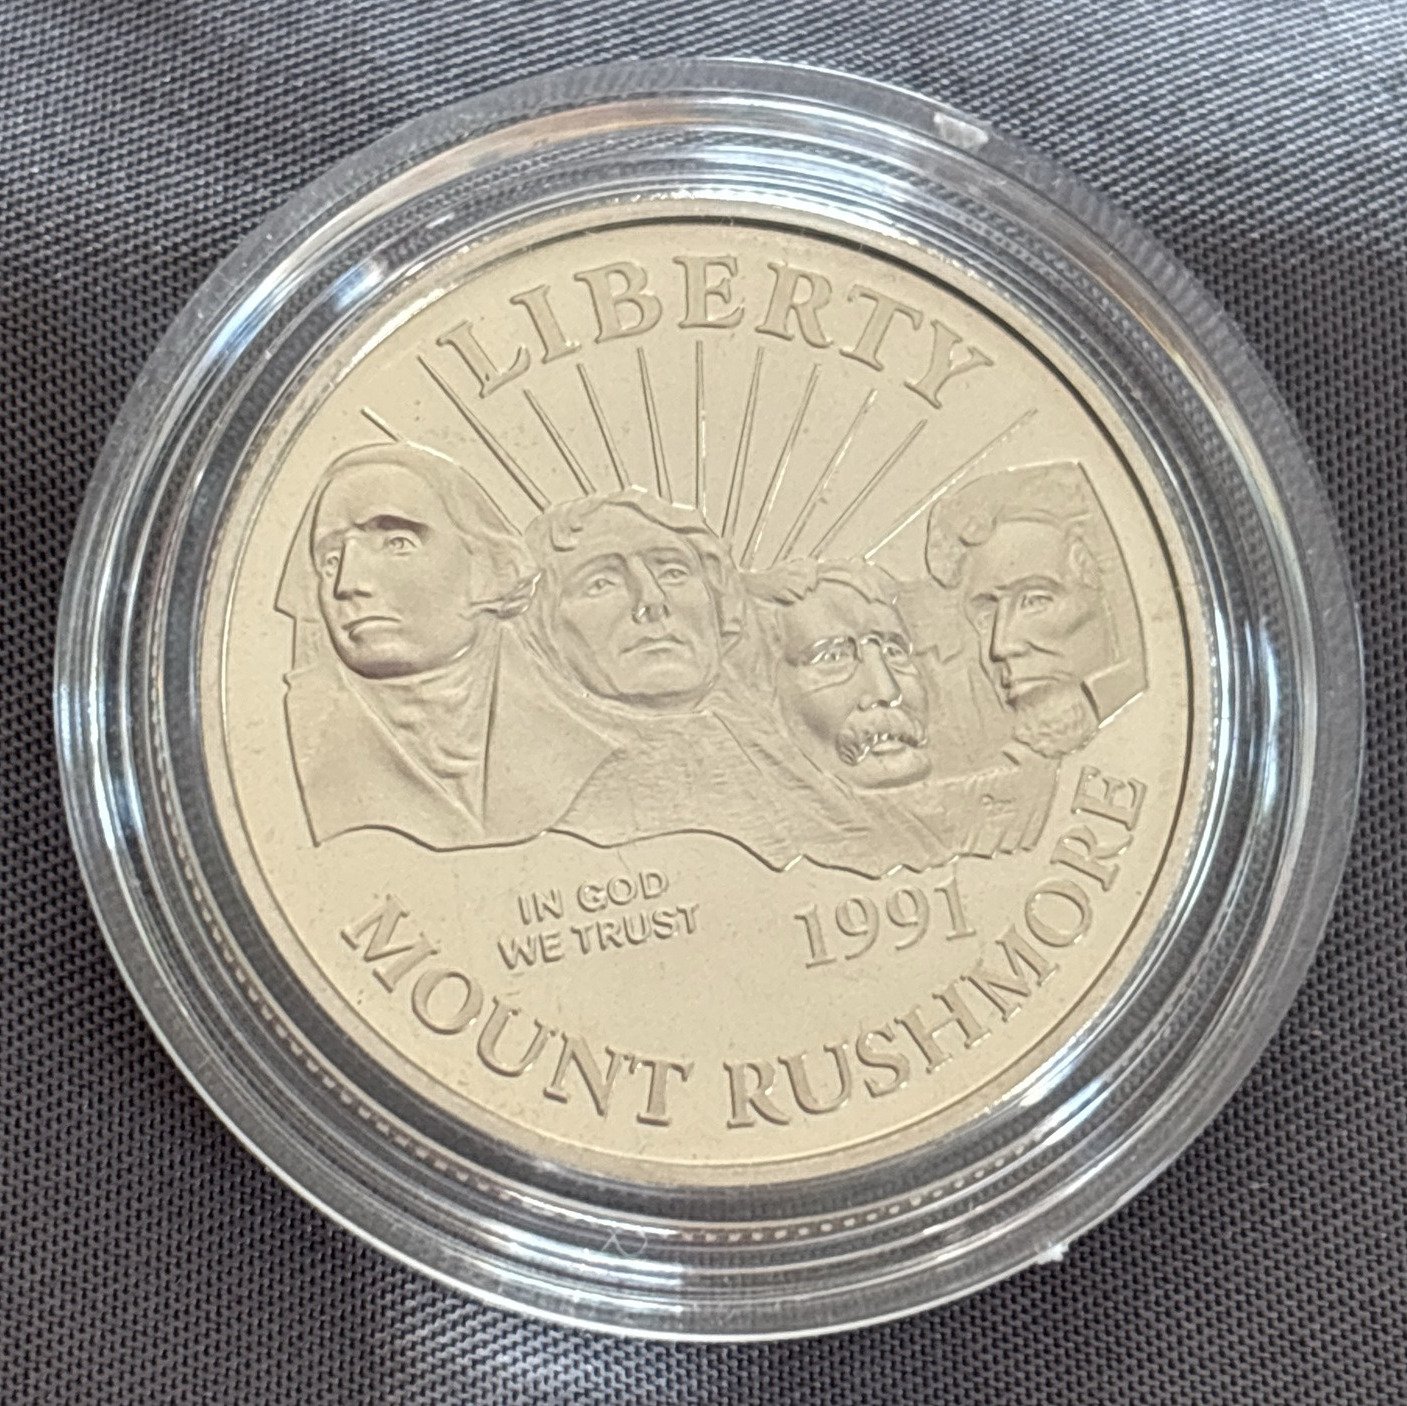 LIBERTY
IN GOD
WE TRUST
1991
MOUNT RUSHMORE